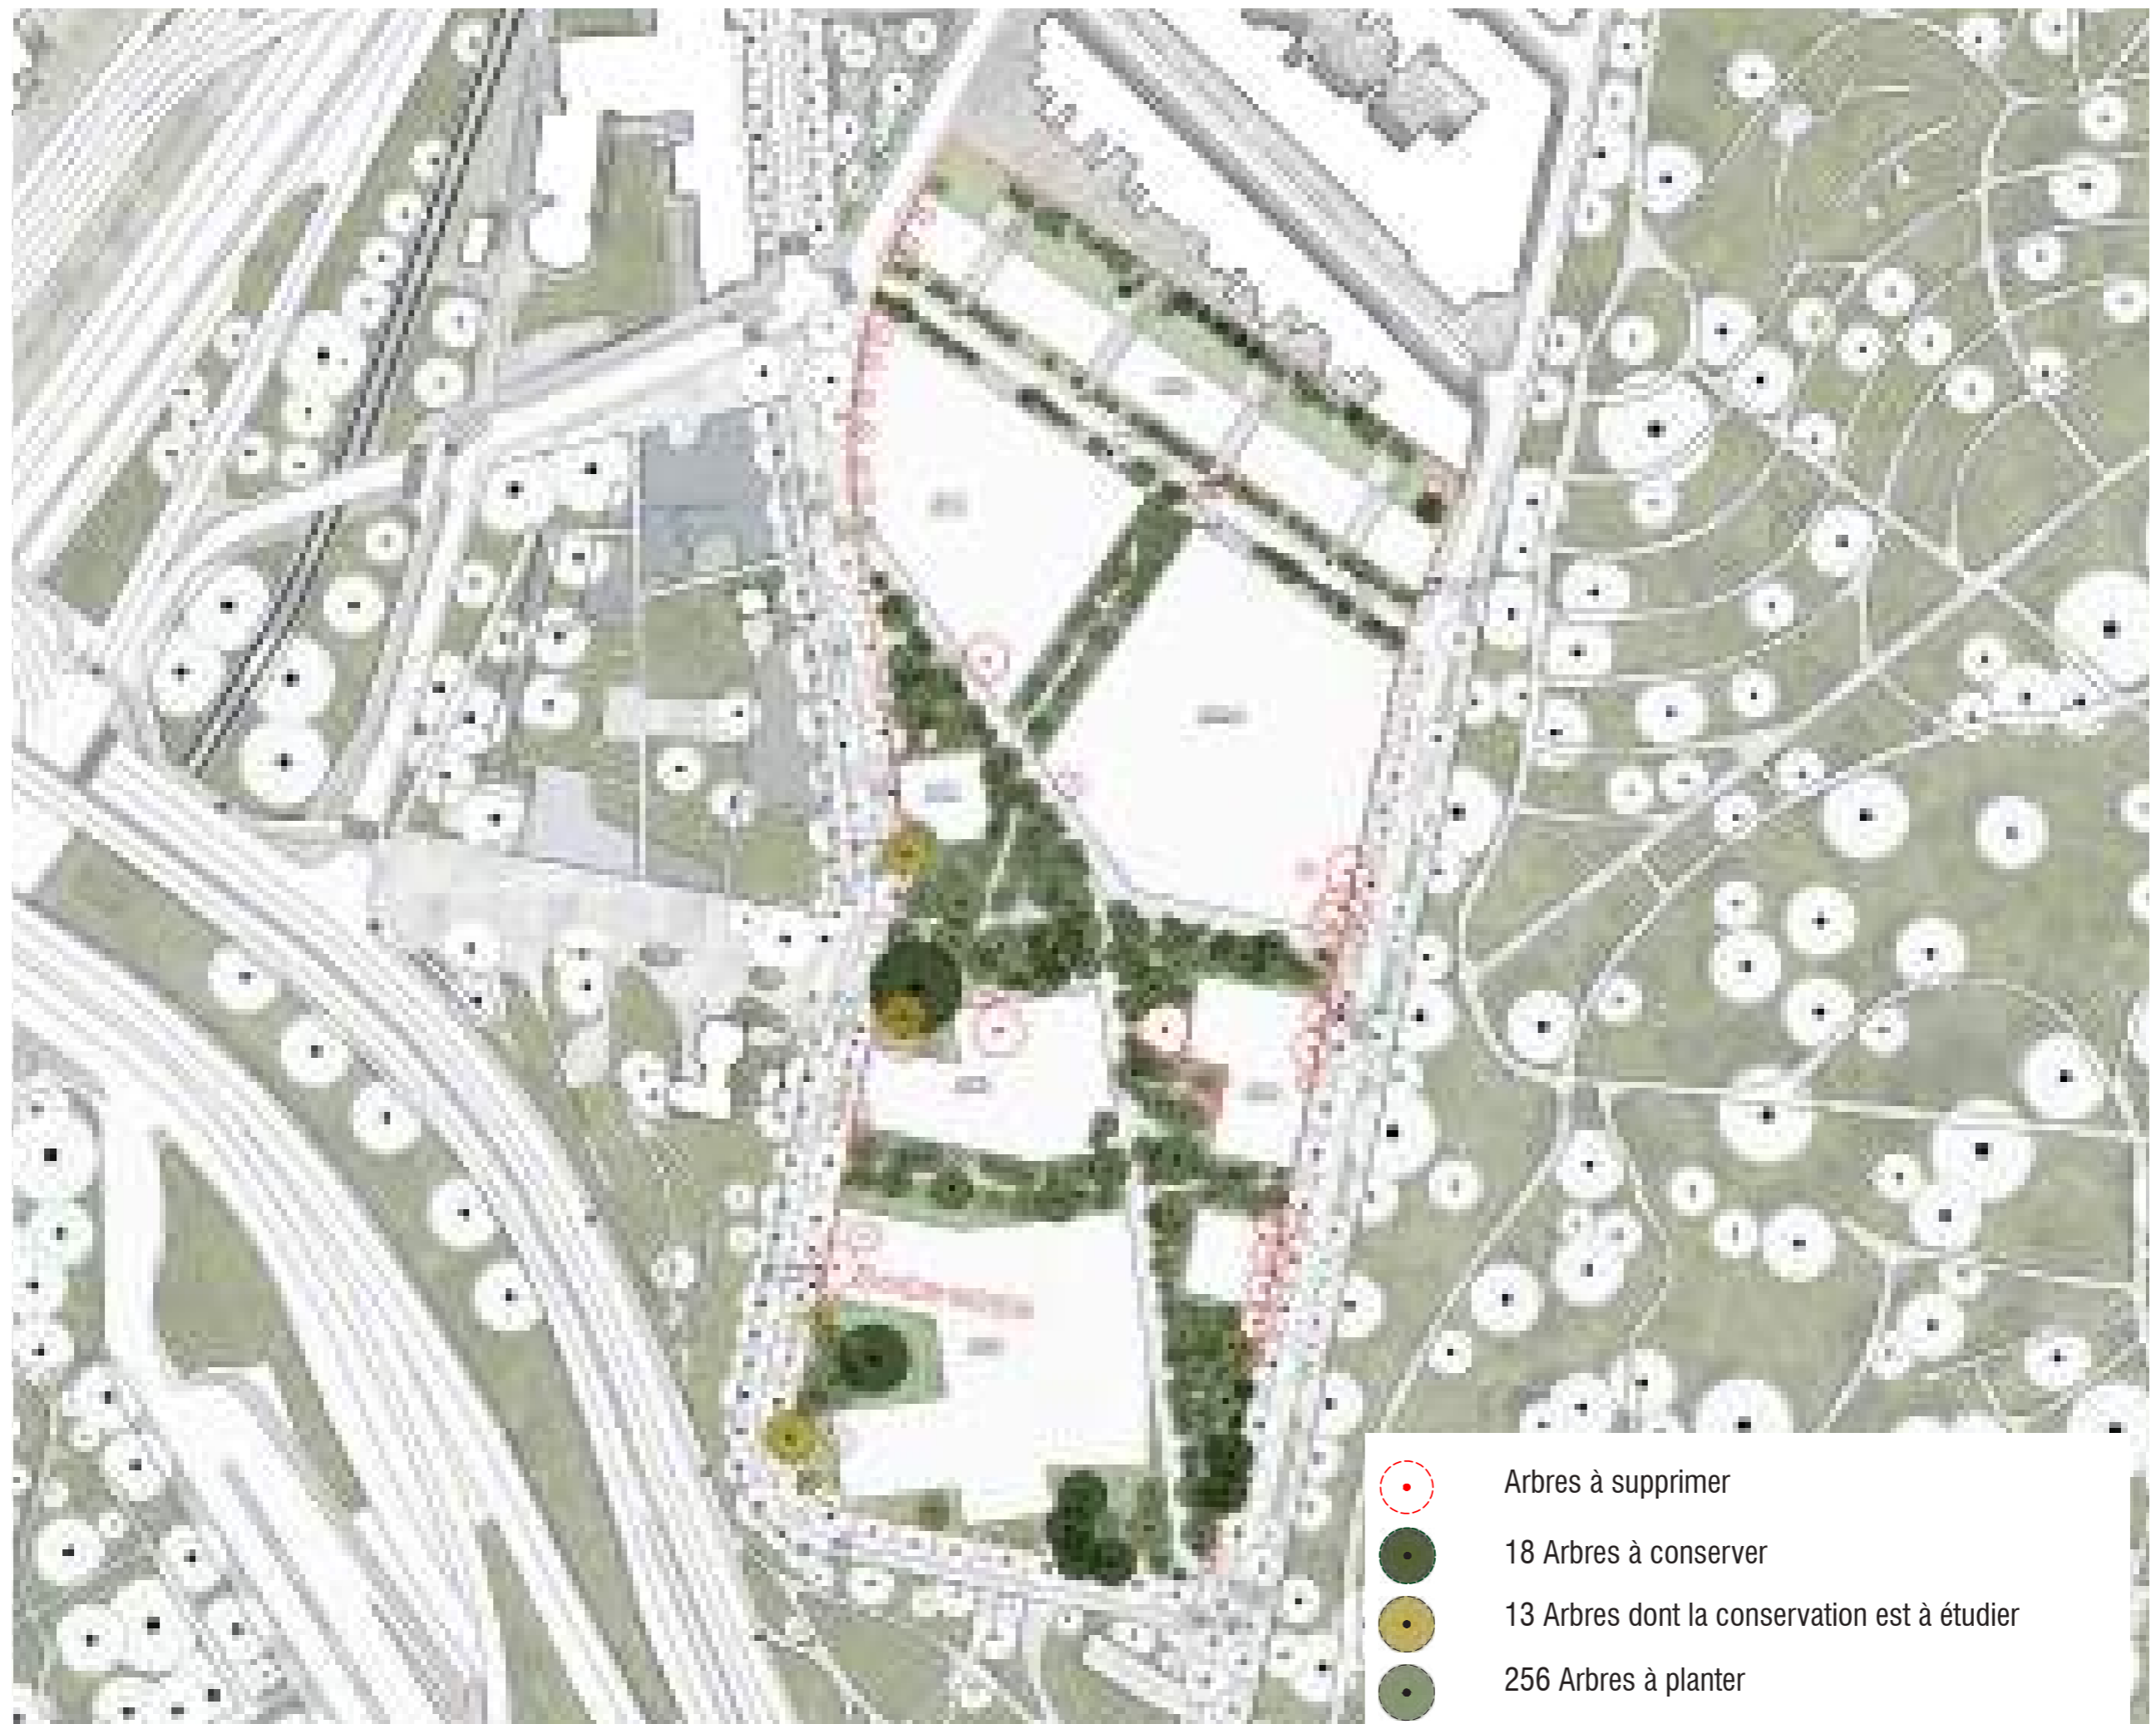 Arbres à supprimer
18 Arbres à conserver
13 Arbres dont la conservation est à étudier
256 Arbres à planter